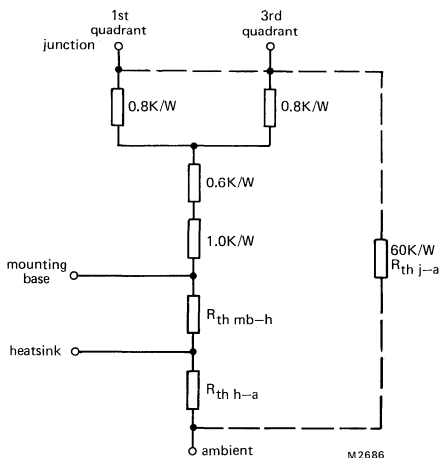 1st
quadrant
3rd
quadrant
junction
0.8K/W
0.8K/W
0.6K/W
1.0K/W
60K/W
Rth j–a
mounting
base
Rth mb–h
heatsink
Rth h–a
ambient
M2686